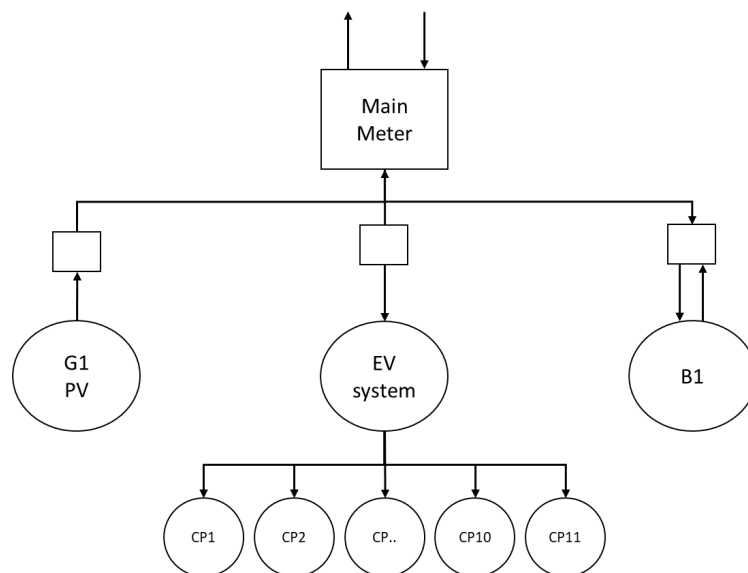 Main
Meter
G1
PV
EV
system
B1
CP1
CP2
CP..
CP10
CP11